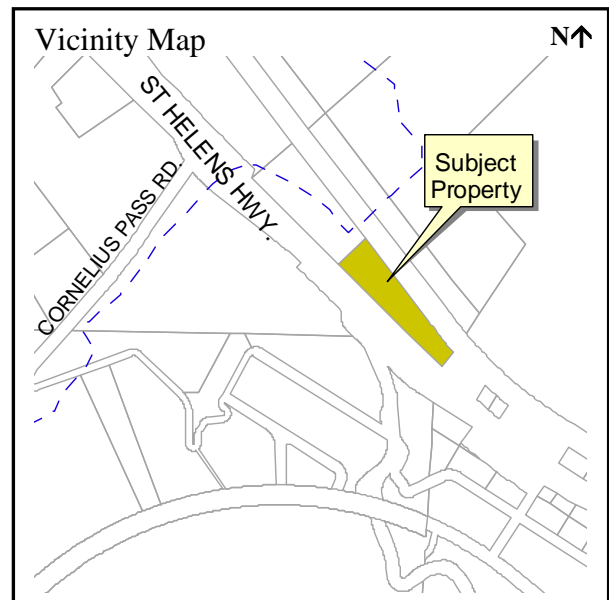 Vicinity Map
N↑
ST HELENS HWY.
CORNELIUS PASS RD.
Subject
Property